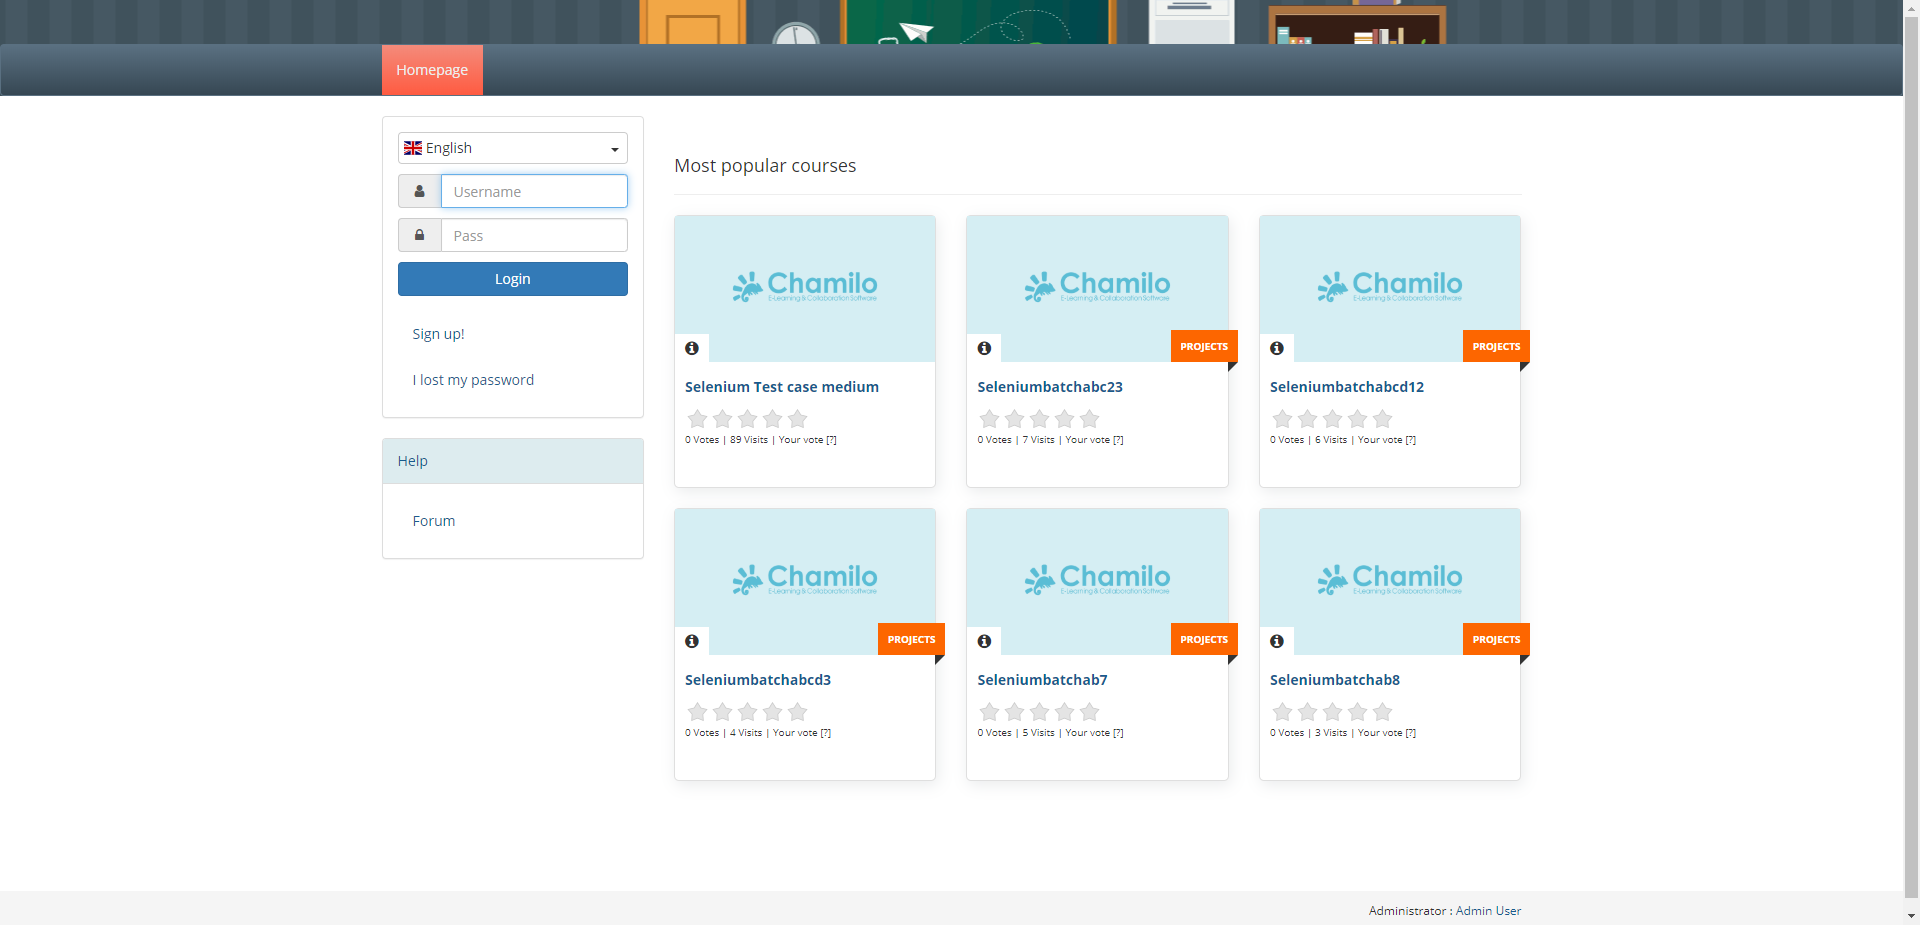 Homepage
English
Username
Pass
Login
Sign up!
I lost my password
Help
Forum
Most popular courses
Chamilo
E-Learning & Collaboration Software
Selenium Test case medium
0 Votes | 89 Visits | Your vote [?]
Chamilo
E-Learning & Collaboration Software
PROJECTS
Seleniumbatchabc23
0 Votes | 7 Visits | Your vote [?]
Chamilo
E-Learning & Collaboration Software
PROJECTS
Seleniumbatchabcd12
0 Votes | 6 Visits | Your vote [?]
Chamilo
E-Learning & Collaboration Software
PROJECTS
Seleniumbatchabcd3
0 Votes | 4 Visits | Your vote [?]
Chamilo
E-Learning & Collaboration Software
PROJECTS
Seleniumbatchab7
0 Votes | 5 Visits | Your vote [?]
Chamilo
E-Learning & Collaboration Software
PROJECTS
Seleniumbatchab8
0 Votes | 3 Visits | Your vote [?]
Administrator : Admin User